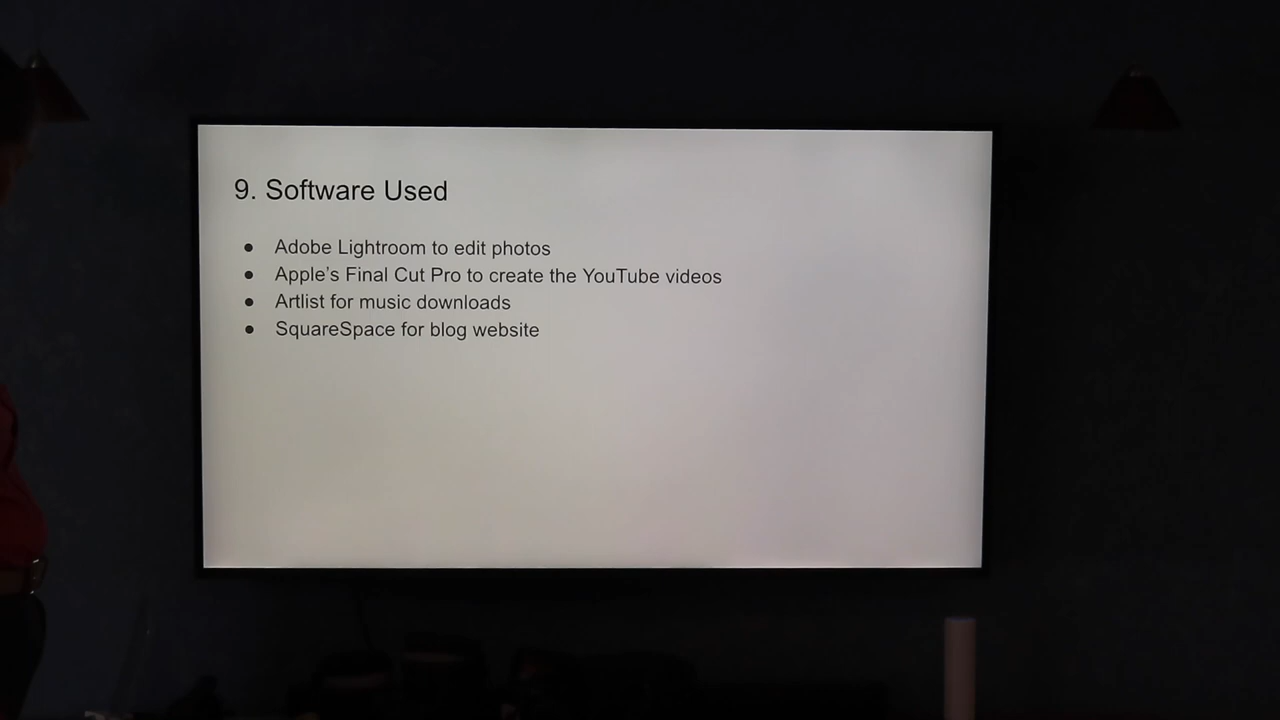 9. Software Used
● Adobe Lightroom to edit photos
● Apple’s Final Cut Pro to create the YouTube videos
● Artlist for music downloads
● SquareSpace for blog website